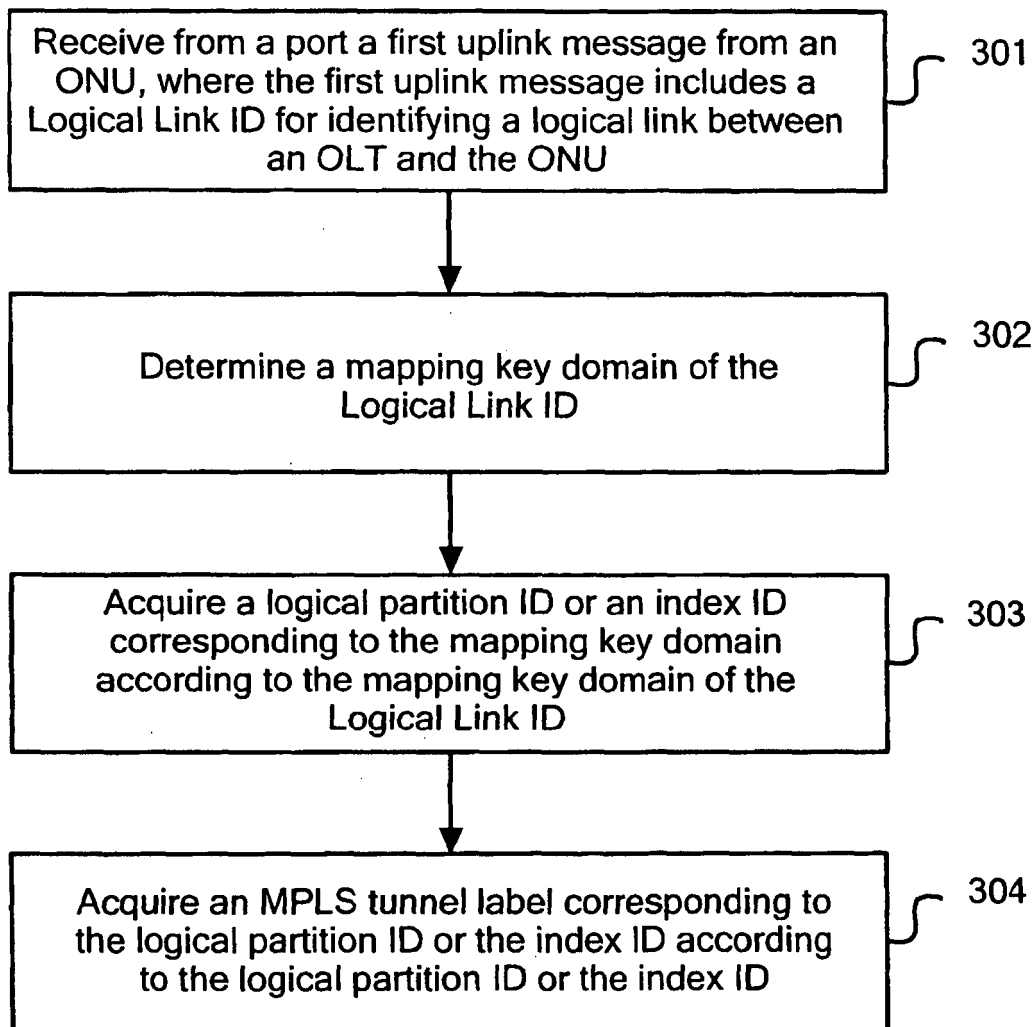 Receive from a port a first uplink message from an
ONU, where the first uplink message includes a
Logical Link ID for identifying a logical link between
an OLT and the ONU
301
Determine a mapping key domain of the
Logical Link ID
302
Acquire a logical partition ID or an index ID
corresponding to the mapping key domain
according to the mapping key domain of the
Logical Link ID
303
Acquire an MPLS tunnel label corresponding to
the logical partition ID or the index ID according
to the logical partition ID or the index ID
304